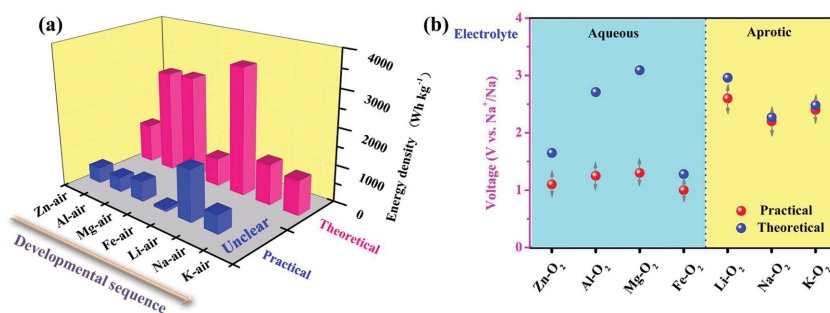 (a)
4000
3000
2000
1000
0
Energy density (Wh kg⁻¹)
Zn-air
Al-air
Mg-air
Fe-air
Li-air
Na-air
K-air
Unclear
Theoretical
Practical
Developmental sequence
(b)
Electrolyte
Aqueous
Aprotic
Voltage (V vs. Na⁺/Na)
4
3
2
1
0
Practical
Theoretical
Zn-O₂
Al-O₂
Mg-O₂
Fe-O₂
Li-O₂
Na-O₂
K-O₂